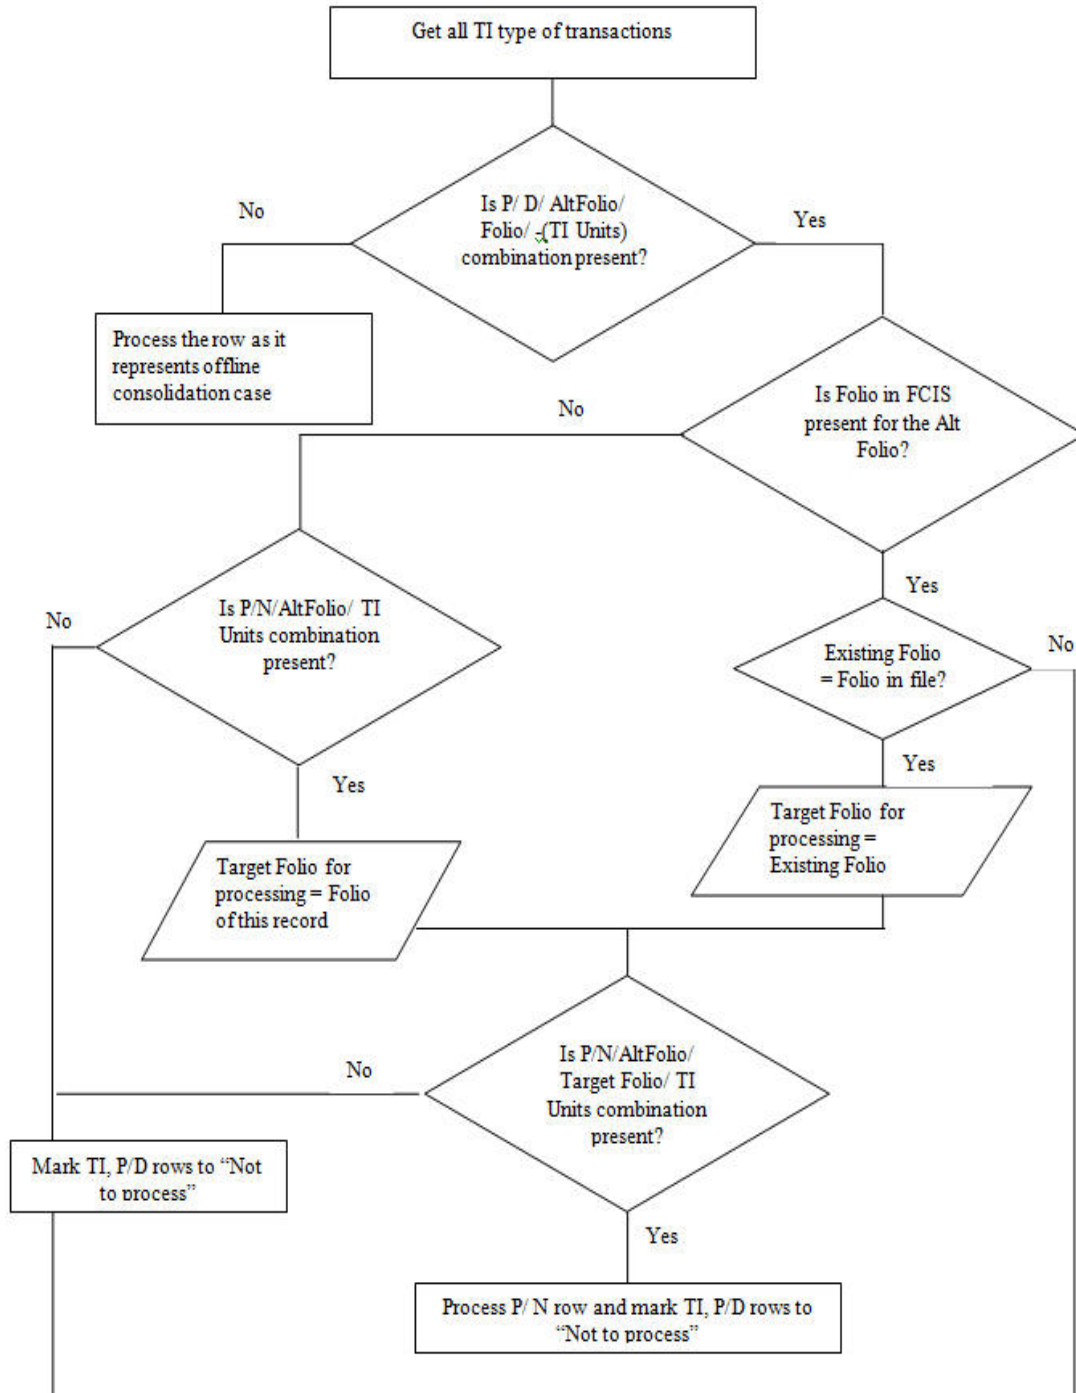 Get all TI type of transactions
No
Is P/ D/ AltFolio/
Folio/ -(TI Units)
combination present?
Yes
Process the row as it
represents offline
consolidation case
No
Is Folio in FCIS
present for the Alt
Folio?
Yes
No
Is P/N/AltFolio/ TI
Units combination
present?
Existing Folio
= Folio in file?
No
Yes
Yes
Target Folio for
processing = Folio
of this record
Target Folio for
processing =
Existing Folio
No
Is P/N/AltFolio/
Target Folio/ TI
Units combination
present?
Mark TI, P/D rows to “Not
to process”
Yes
Process P/ N row and mark TI, P/D rows to
“Not to process”